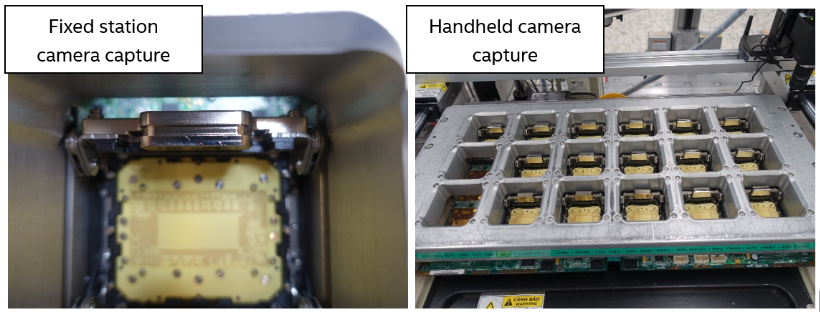 Fixed station
camera capture
Handheld camera
capture
CẢNH BÁO
WARNING